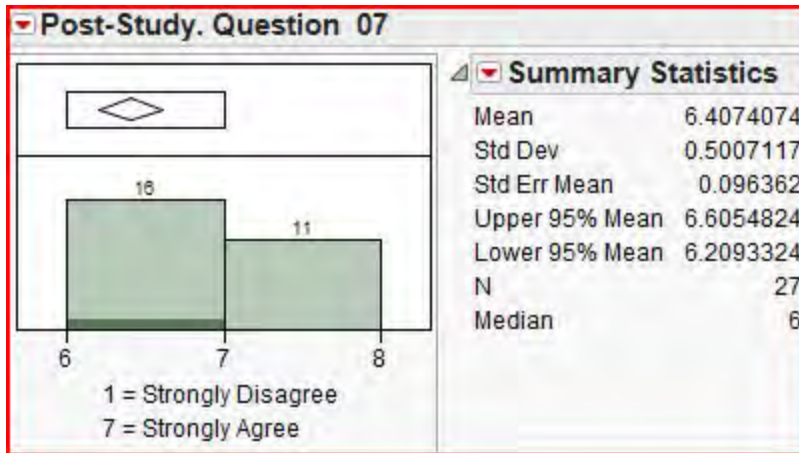 Post-Study. Question 07
16
11
6 7 8
1 = Strongly Disagree
7 = Strongly Agree
Summary Statistics
Mean 6.4074074
Std Dev 0.5007117
Std Err Mean 0.096362
Upper 95% Mean 6.6054824
Lower 95% Mean 6.2093324
N 27
Median 6